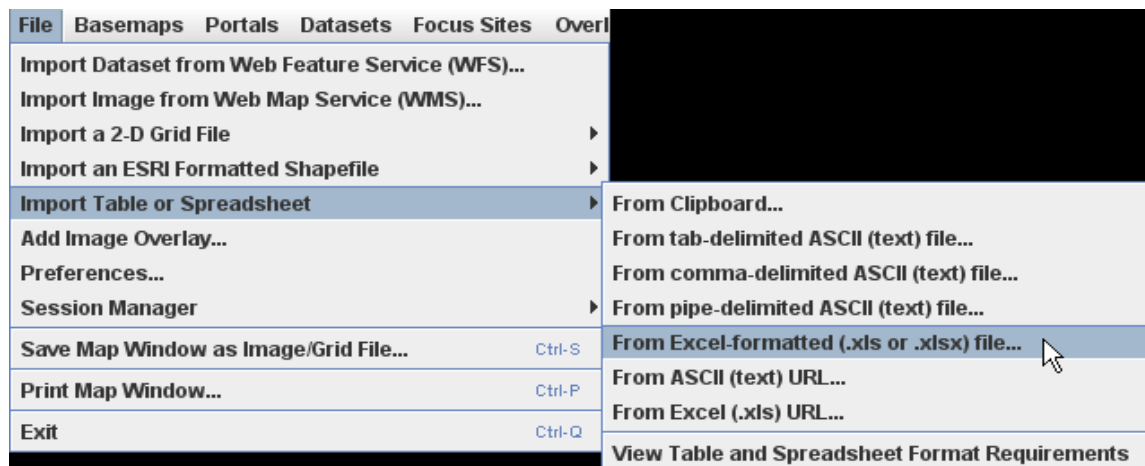 File Basemaps Portals Datasets Focus Sites Overl
Import Dataset from Web Feature Service (WFS)...
Import Image from Web Map Service (WMS)...
Import a 2-D Grid File
Import an ESRI Formatted Shapefile
Import Table or Spreadsheet
Add Image Overlay...
Preferences...
Session Manager
Save Map Window as Image/Grid File... Ctrl-S
Print Map Window... Ctrl-P
Exit Ctrl-Q
From Clipboard...
From tab-delimited ASCII (text) file...
From comma-delimited ASCII (text) file...
From pipe-delimited ASCII (text) file...
From Excel-formatted (.xls or .xlsx) file...
From ASCII (text) URL...
From Excel (.xls) URL...
View Table and Spreadsheet Format Requirements